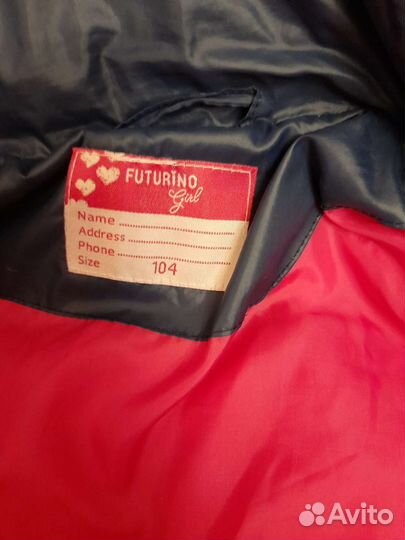 FUTURINO
Girl
Name
Address
Phone
Size 104
Avito